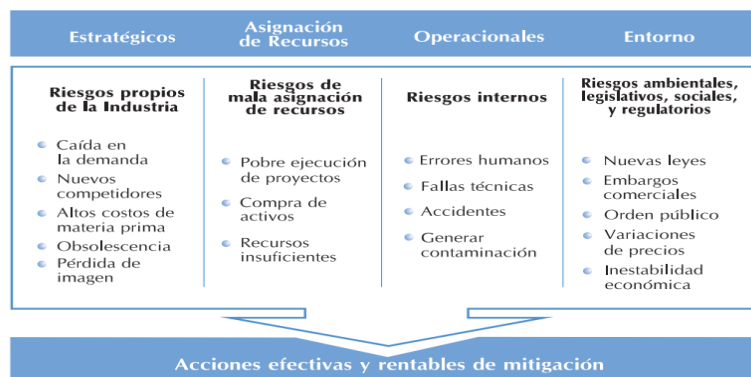 Estratégicos
Asignación
de Recursos
Operacionales
Entorno
Riesgos propios
de la Industria
Caída en
la demanda
Nuevos
competidores
Altos costos de
materia prima
Obsolescencia
Pérdida de
imagen
Riesgos de
mala asignación
de recursos
Pobre ejecución
de proyectos
Compra de
activos
Recursos
insuficientes
Riesgos internos
Errores humanos
Fallas técnicas
Accidentes
Generar
contaminación
Riesgos ambientales,
legislativos, sociales,
y regulatorios
Nuevas leyes
Embargos
comerciales
Orden público
Variaciones
de precios
Inestabilidad
económica
Acciones efectivas y rentables de mitigación